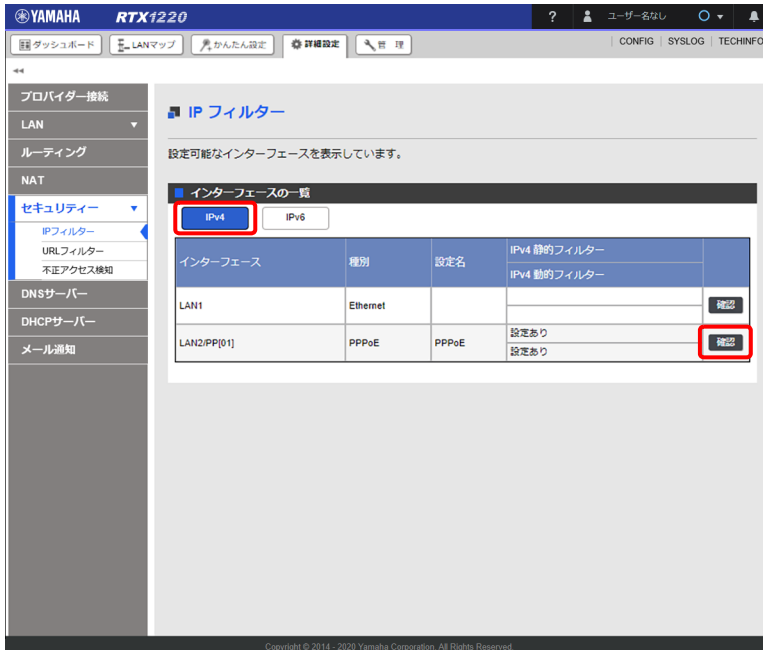 YAMAHA RTX1220 ? ユーザー名なし
ダッシュボード LANマップ かんたん設定 詳細設定 管 理 CONFIG SYSLOG TECHINFO
プロバイダー接続
LAN
ルーティング
NAT
セキュリティー
IPフィルター
URLフィルター
不正アクセス検知
DNSサーバー
DHCPサーバー
メール通知
IP フィルター
設定可能なインターフェースを表示しています。
インターフェースの一覧
IPv4 IPv6
インターフェース 種別 設定名 IPv4 静的フィルター
IPv4 動的フィルター
LAN1 Ethernet 確認
LAN2/PP[01] PPPoE PPPoE 設定あり 確認
設定あり
Copyright © 2014 - 2020 Yamaha Corporation. All Rights Reserved.